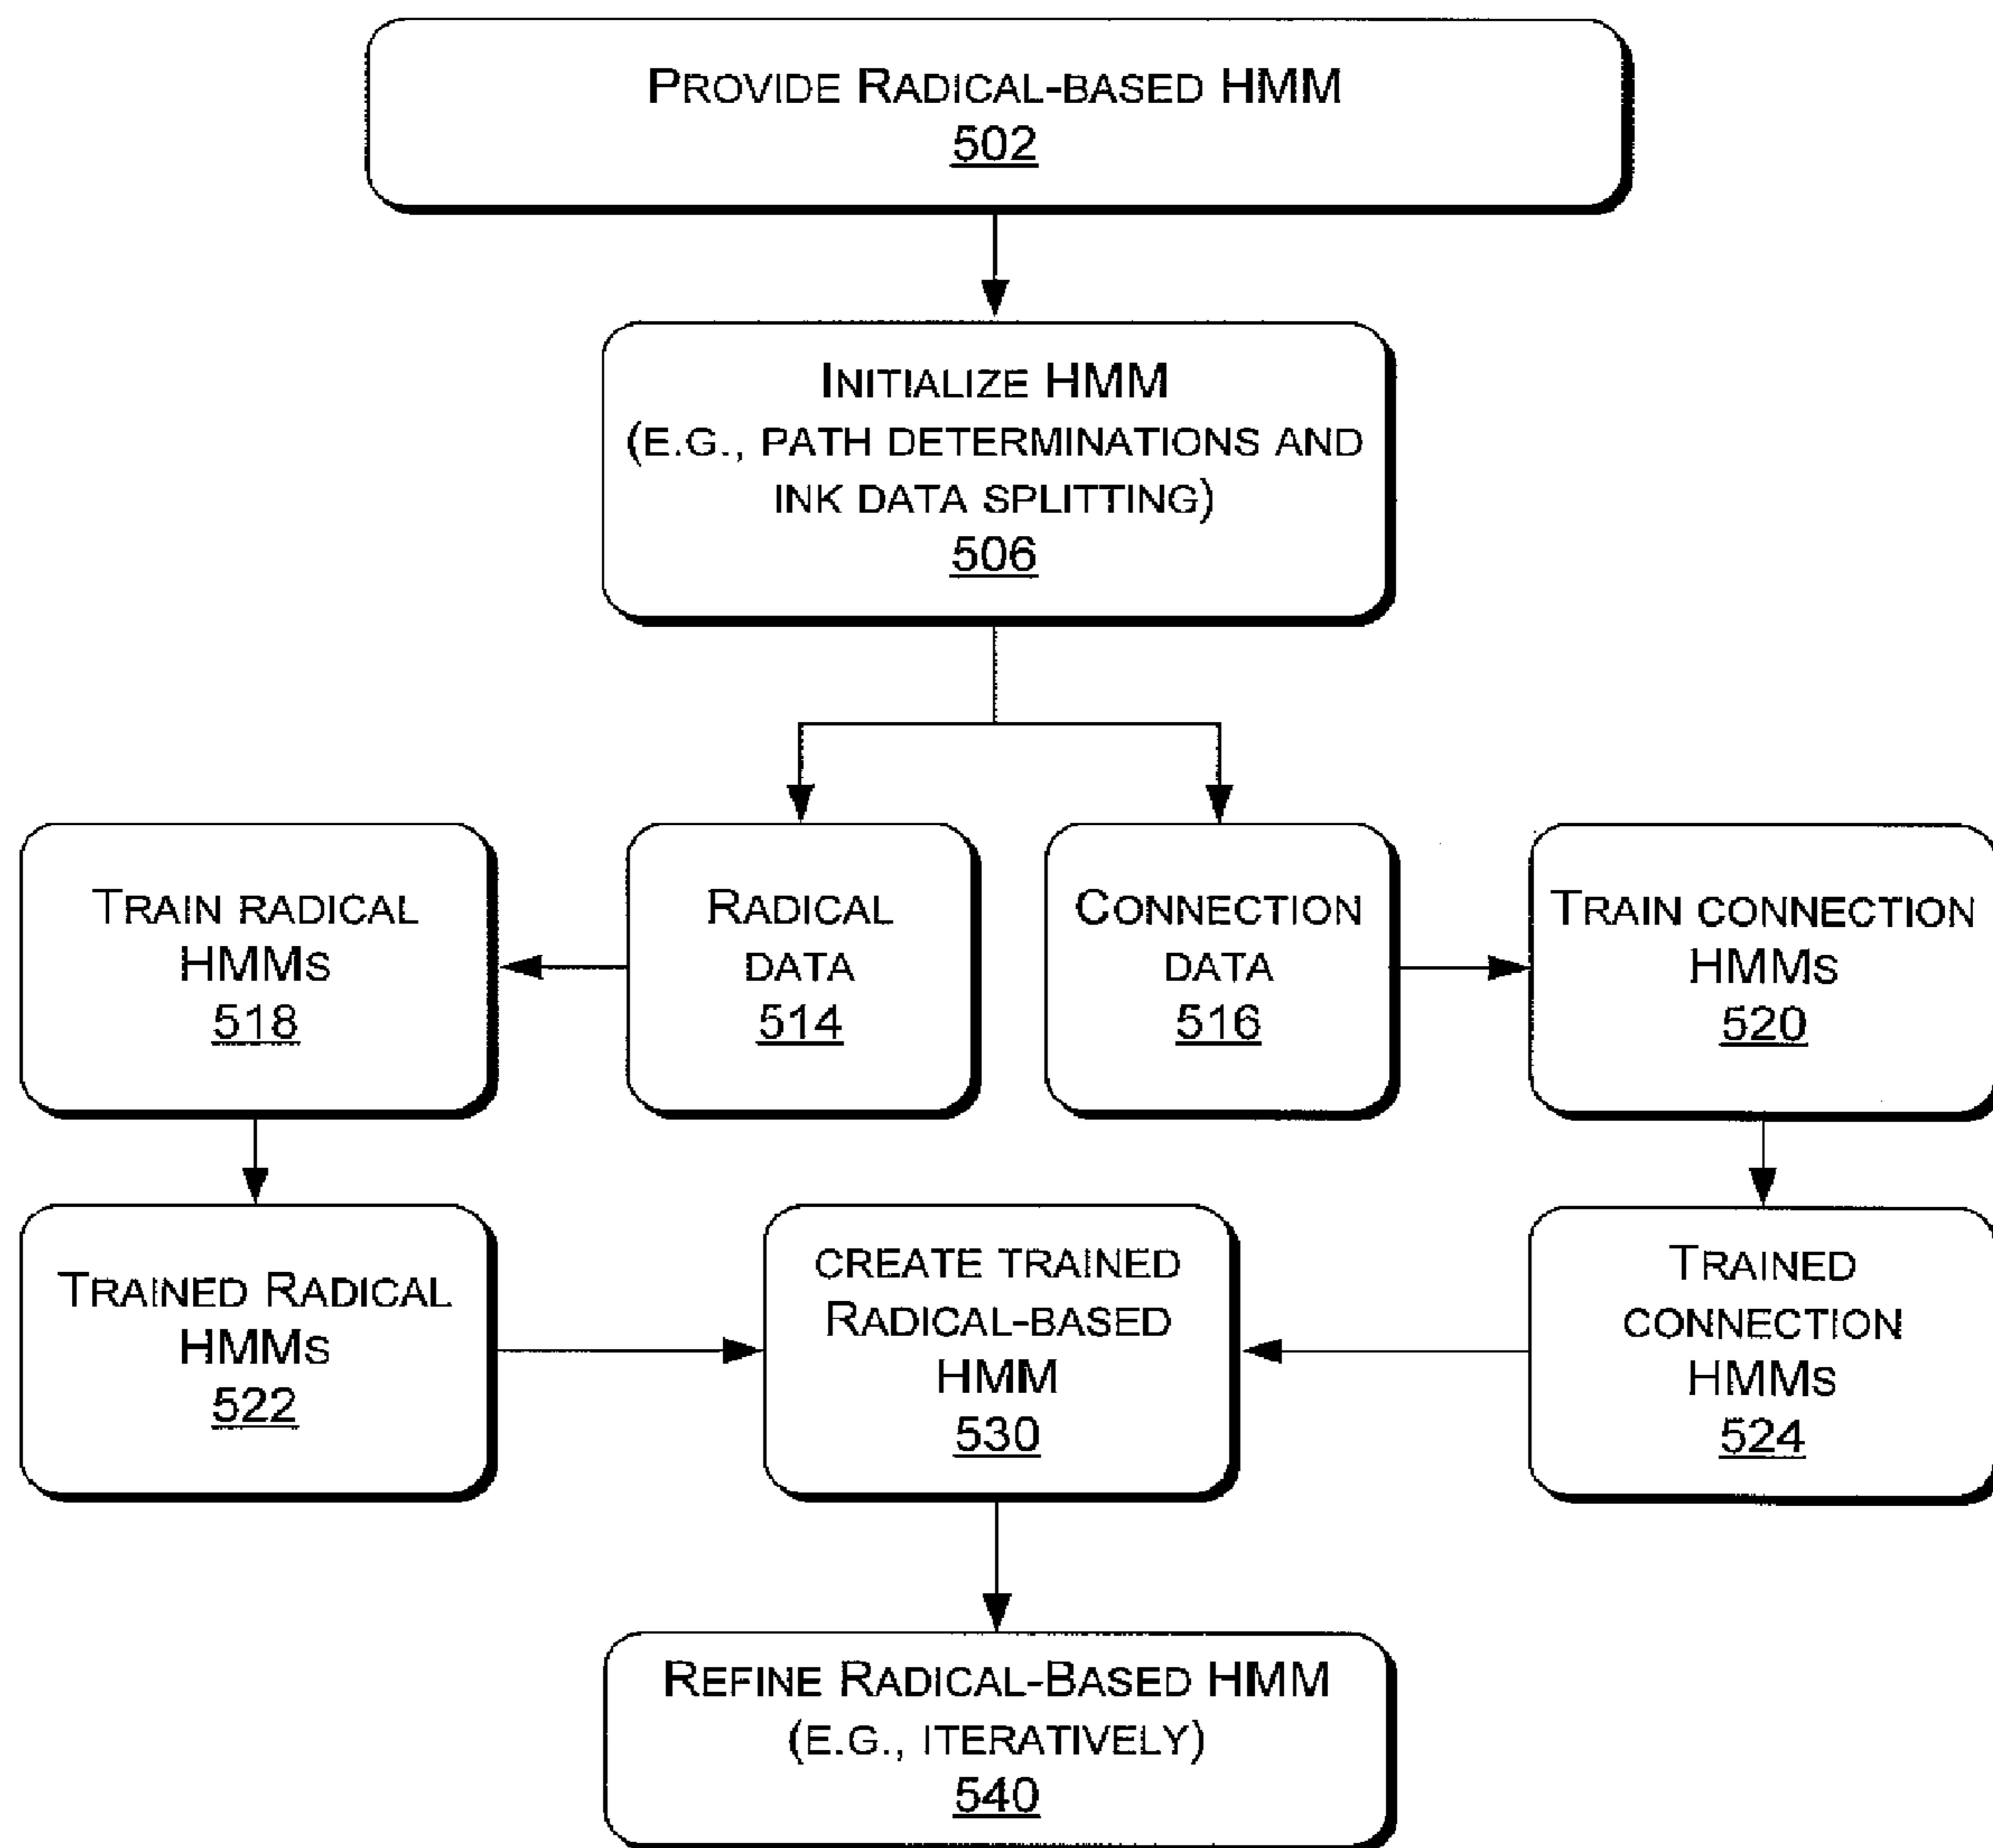 PROVIDE RADICAL-BASED HMM
502
INITIALIZE HMM
(E.G., PATH DETERMINATIONS AND
INK DATA SPLITTING)
506
TRAIN RADICAL
HMMS
518
RADICAL
DATA
514
CONNECTION
DATA
516
TRAIN CONNECTION
HMMS
520
TRAINED RADICAL
HMMS
522
CREATE TRAINED
RADICAL-BASED
HMM
530
TRAINED
CONNECTION
HMMS
524
REFINE RADICAL-BASED HMM
(E.G., ITERATIVELY)
540